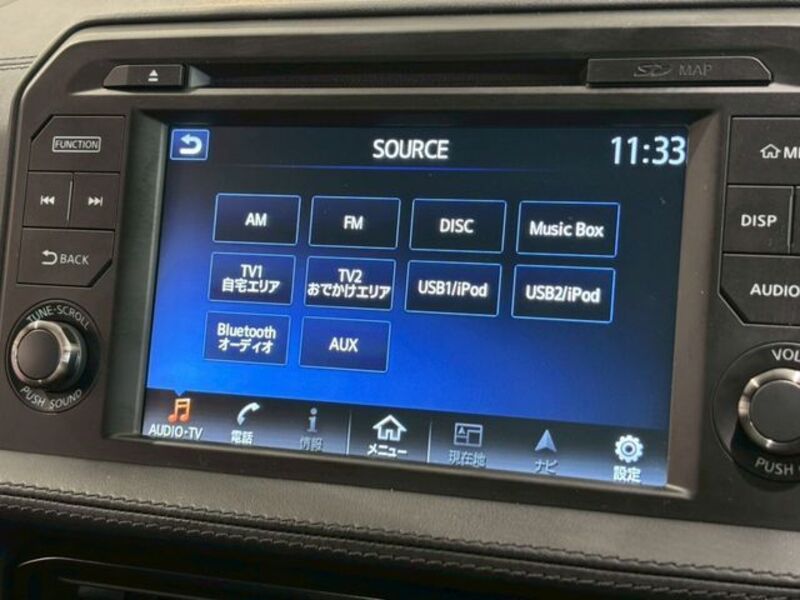 SD MAP
FUNCTION
BACK
TUNE·SCROLL
PUSH SOUND
SOURCE
11:33
AM
FM
DISC
Music Box
TV1
自宅エリア
TV2
おでかけエリア
USB1/iPod
USB2/iPod
Bluetooth
オーディオ
AUX
AUDIO・TV
電話
情報
メニュー
現在地
ナビ
設定
DISP
AUDIO
PUSH